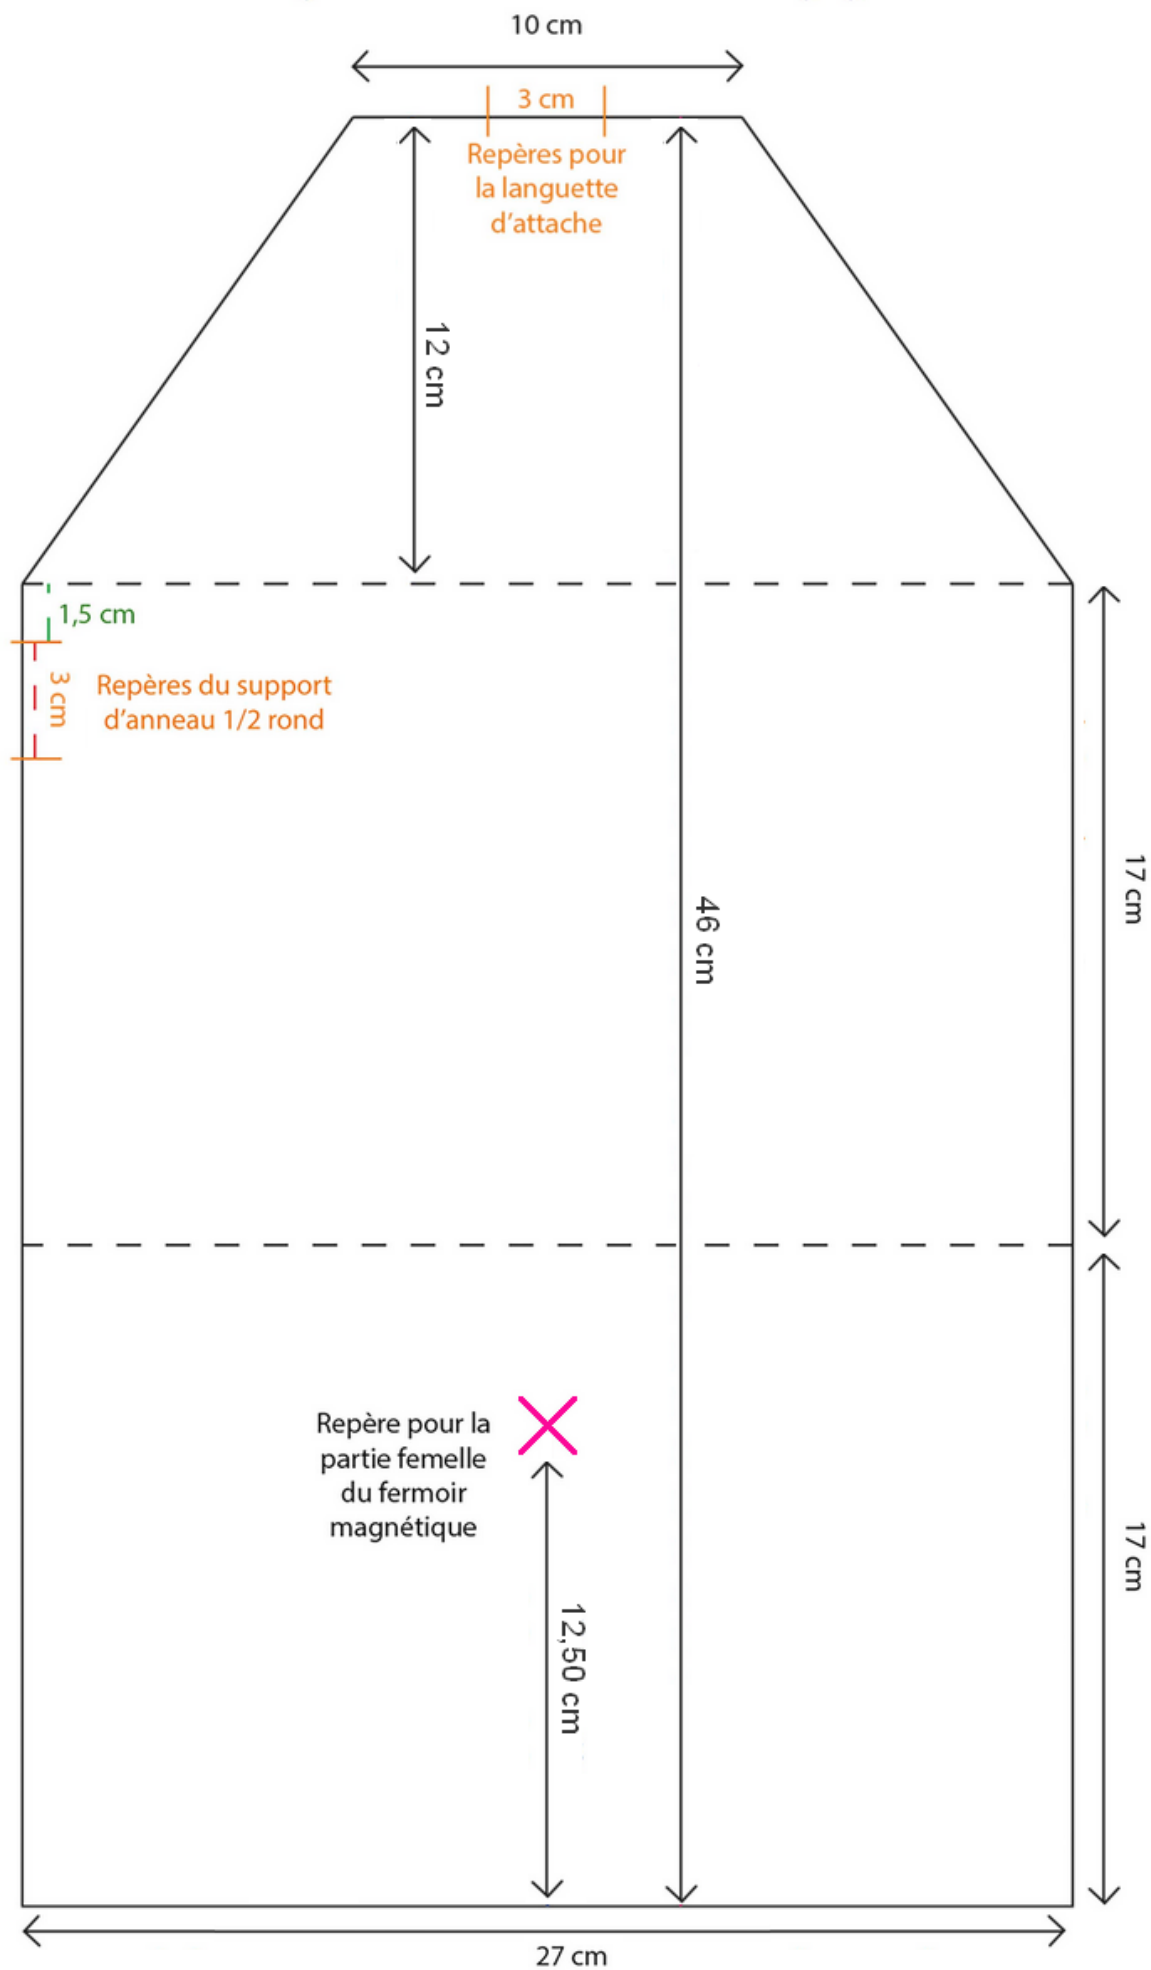 10 cm
3 cm
Repères pour
la languette
d'attache
12 cm
1,5 cm
3 cm
Repères du support
d'anneau 1/2 rond
17 cm
46 cm
Repère pour la
partie femelle
du fermoir
magnétique
12,50 cm
17 cm
27 cm